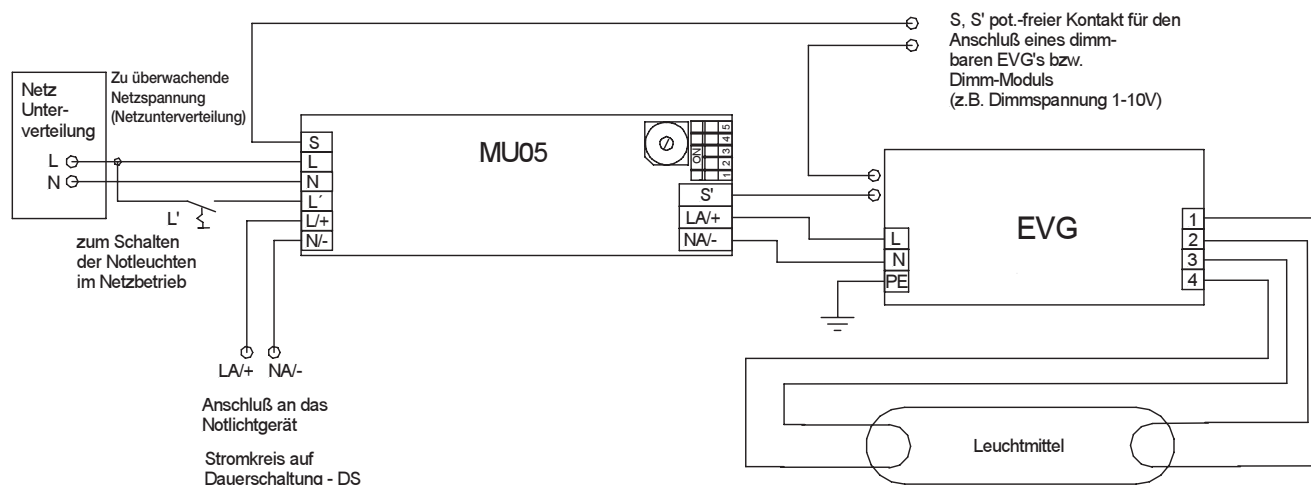 S, S' pot.-freier Kontakt für den
Anschluß eines dimm-
baren EVG's bzw.
Dimm-Moduls
(z.B. Dimmspannung 1-10V)
Netz
Unter-
verteilung
L
N
Zu überwachende
Netzspannung
(Netzunterverteilung)
L'
zum Schalten
der Notleuchten
im Netzbetrieb
S
L
N
L´
L/+
N/-
MU05
ON
1 2 3 4 5
S'
LA/+
NA/-
L
N
PE
EVG
1
2
3
4
LA/+ NA/-
Anschluß an das
Notlichtgerät
Stromkreis auf
Dauerschaltung - DS
Leuchtmittel